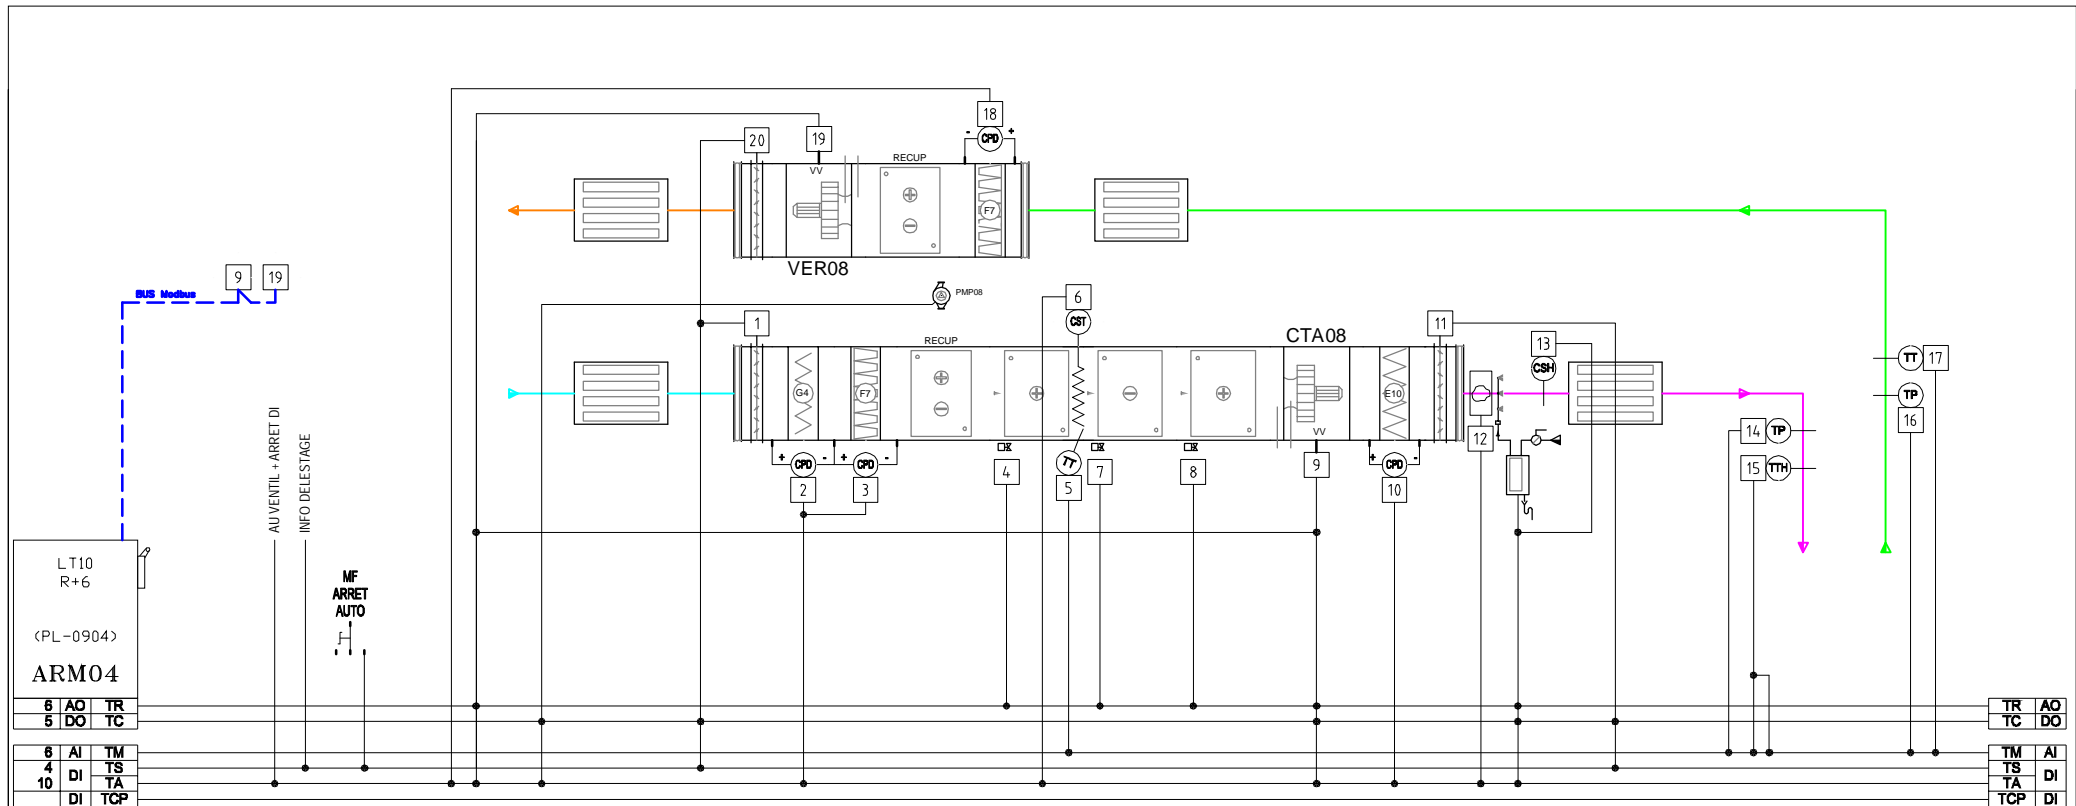 18
- CPD +
20
19
RECUP
VV
F7
VER08
9
19
BUS Modbus
PMP08
6
CST
1
RECUP
CTA08
11
13
CSH
TT
17
TP
16
G4
F7
E10
VV
14
TP
15
TTH
12
+ CPD -
+ CPD -
+ CPD -
2
3
4
5
TT
7
8
9
10
AU VENTIL + ARRET DI
INFO DELESTAGE
LT10
R+6
(PL-0904)
ARM04
MF
ARRET
AUTO
6 AO TR
5 DO TC
6 AI TM
4 DI TS
10 TA
DI TCP
TR AO
TC DO
TM AI
TS DI
TA
TCP DI